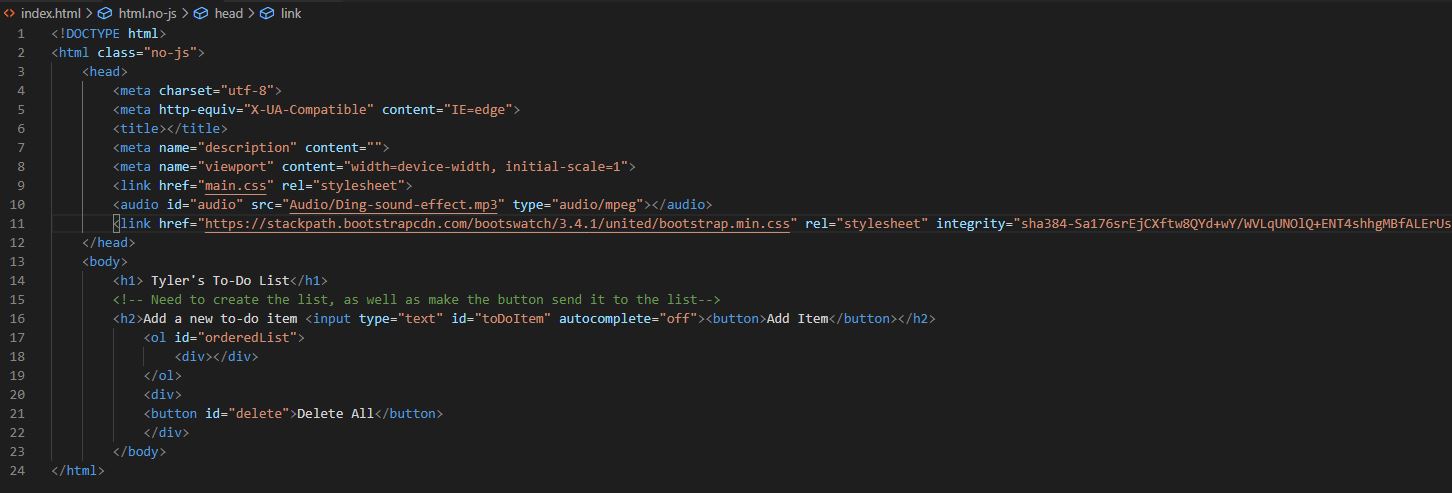 index.html > html.no-js > head > link
1 <!DOCTYPE html>
2 <html class="no-js">
3 <head>
4 <meta charset="utf-8">
5 <meta http-equiv="X-UA-Compatible" content="IE=edge">
6 <title></title>
7 <meta name="description" content="">
8 <meta name="viewport" content="width=device-width, initial-scale=1">
9 <link href="main.css" rel="stylesheet">
10 <audio id="audio" src="Audio/Ding-sound-effect.mp3" type="audio/mpeg"></audio>
11 <link href="https://stackpath.bootstrapcdn.com/bootswatch/3.4.1/united/bootstrap.min.css" rel="stylesheet" integrity="sha384-Sa176srEjCXftw8QYd+wY/WVLqUNOlQ+ENT4shhgMBfALErUs
12 </head>
13 <body>
14 <h1> Tyler's To-Do List</h1>
15 <!-- Need to create the list, as well as make the button send it to the list-->
16 <h2>Add a new to-do item <input type="text" id="toDoItem" autocomplete="off"><button>Add Item</button></h2>
17 <ol id="orderedList">
18 <div></div>
19 </ol>
20 <div>
21 <button id="delete">Delete All</button>
22 </div>
23 </body>
24 </html>